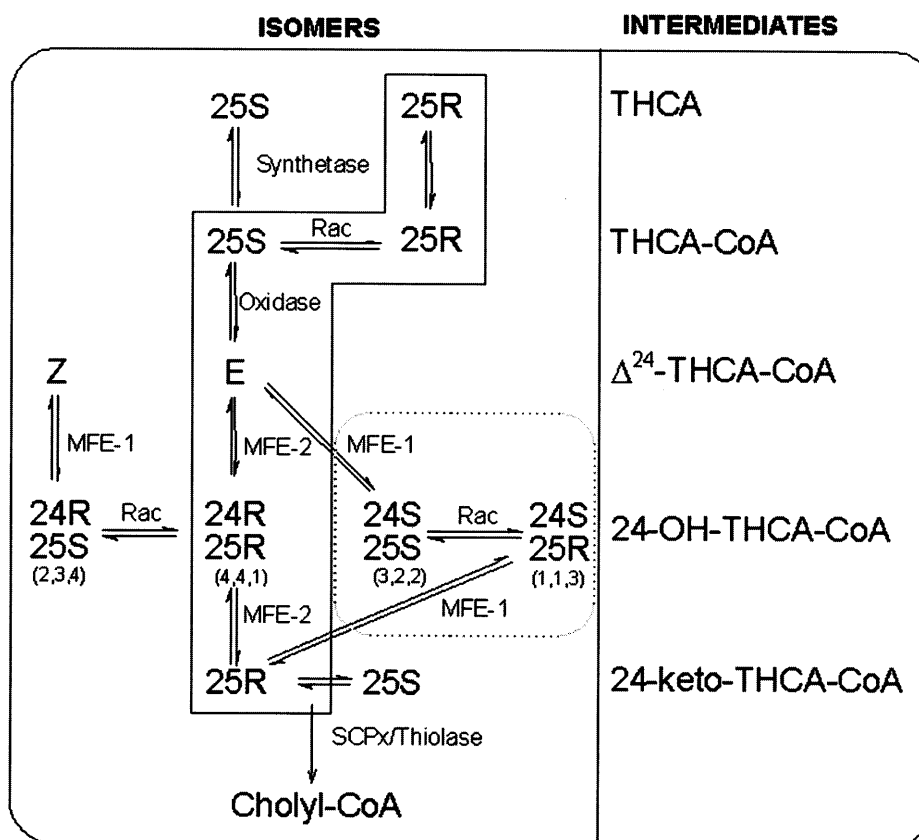 ISOMERS INTERMEDIATES
25S 25R THCA
Synthetase
25S Rac 25R THCA-CoA
Oxidase
Z E Δ24-THCA-CoA
MFE-1 MFE-2 MFE-1
24R Rac 24R 24S Rac 24S 24-OH-THCA-CoA
25S 25R 25S 25R
(2,3,4) (4,4,1) (3,2,2) (1,1,3)
MFE-2 MFE-1
25R 25S 24-keto-THCA-CoA
SCPx/Thiolase
Cholyl-CoA